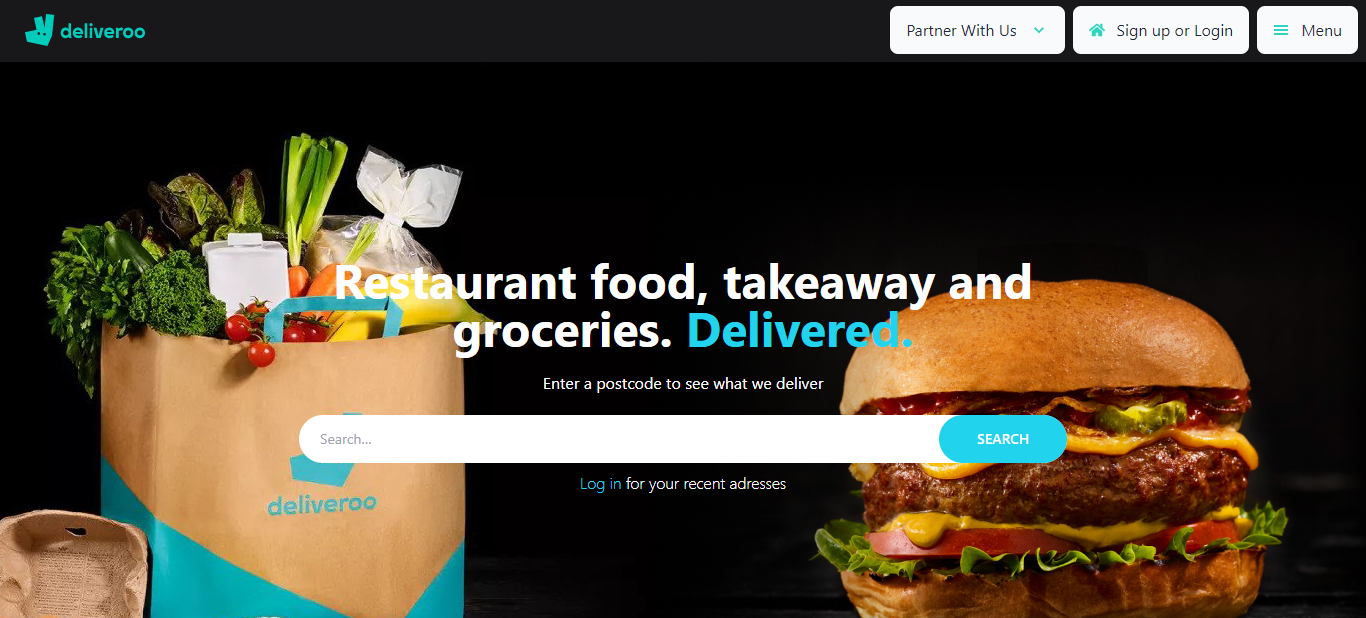 deliveroo
Partner With Us
Sign up or Login
Menu
Restaurant food, takeaway and
groceries. Delivered.
Enter a postcode to see what we deliver
Search...
SEARCH
Log in for your recent adresses
deliveroo